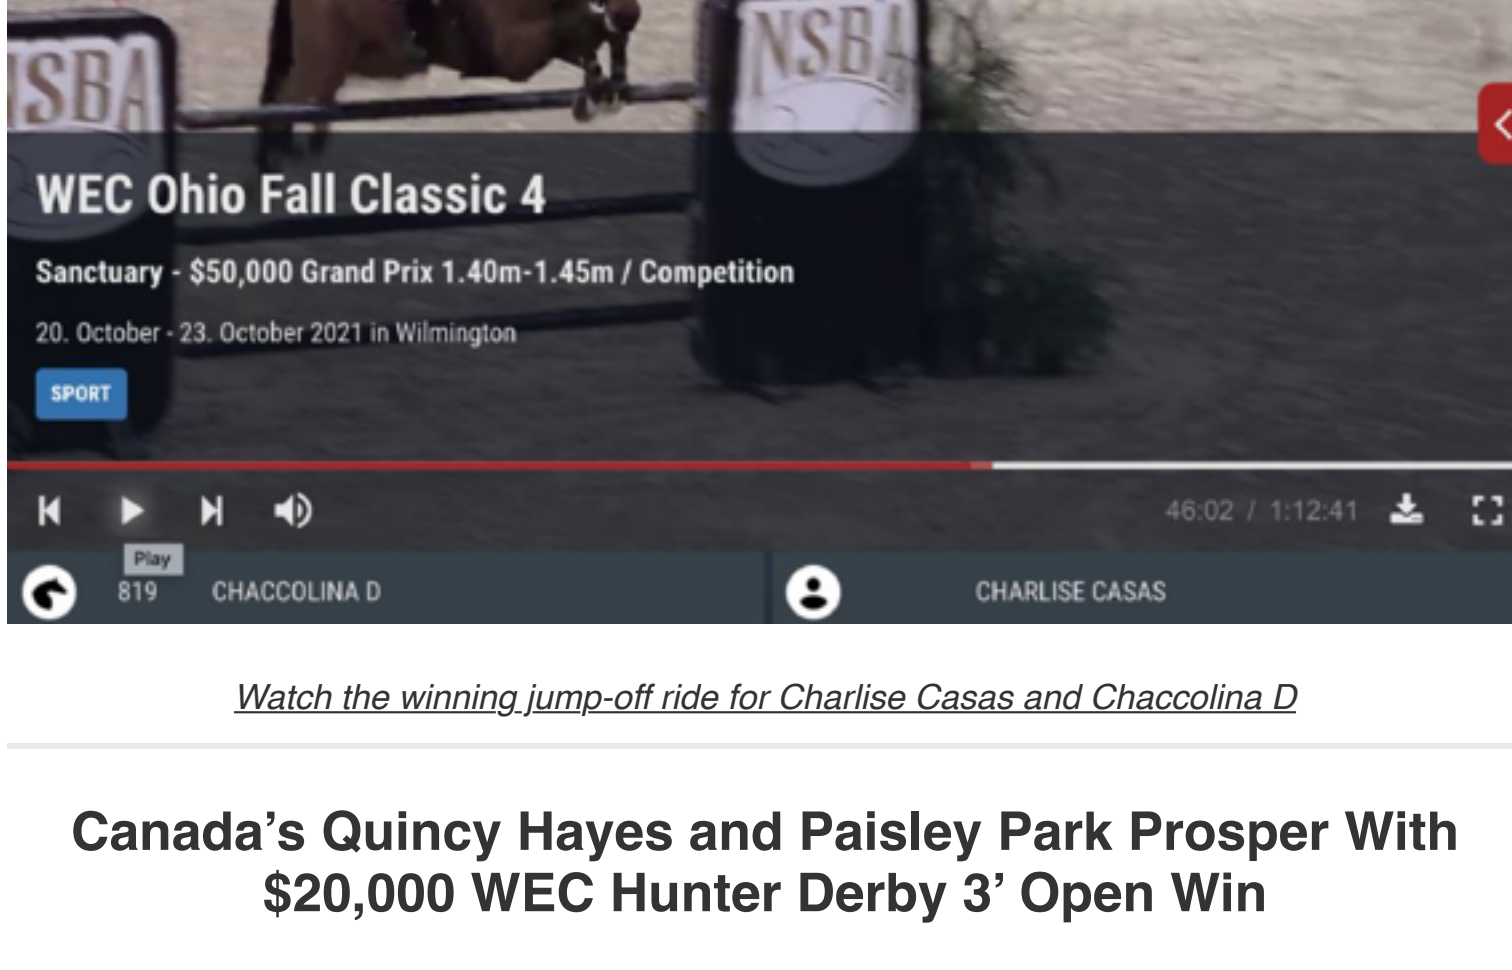 NSBA
NSBA
WEC Ohio Fall Classic 4
Sanctuary - $50,000 Grand Prix 1.40m-1.45m / Competition
20. October - 23. October 2021 in Wilmington
SPORT
46:02 / 1:12:41
Play
819 CHACCOLINA D CHARLISE CASAS
Watch the winning jump-off ride for Charlise Casas and Chaccolina D
Canada’s Quincy Hayes and Paisley Park Prosper With
$20,000 WEC Hunter Derby 3’ Open Win